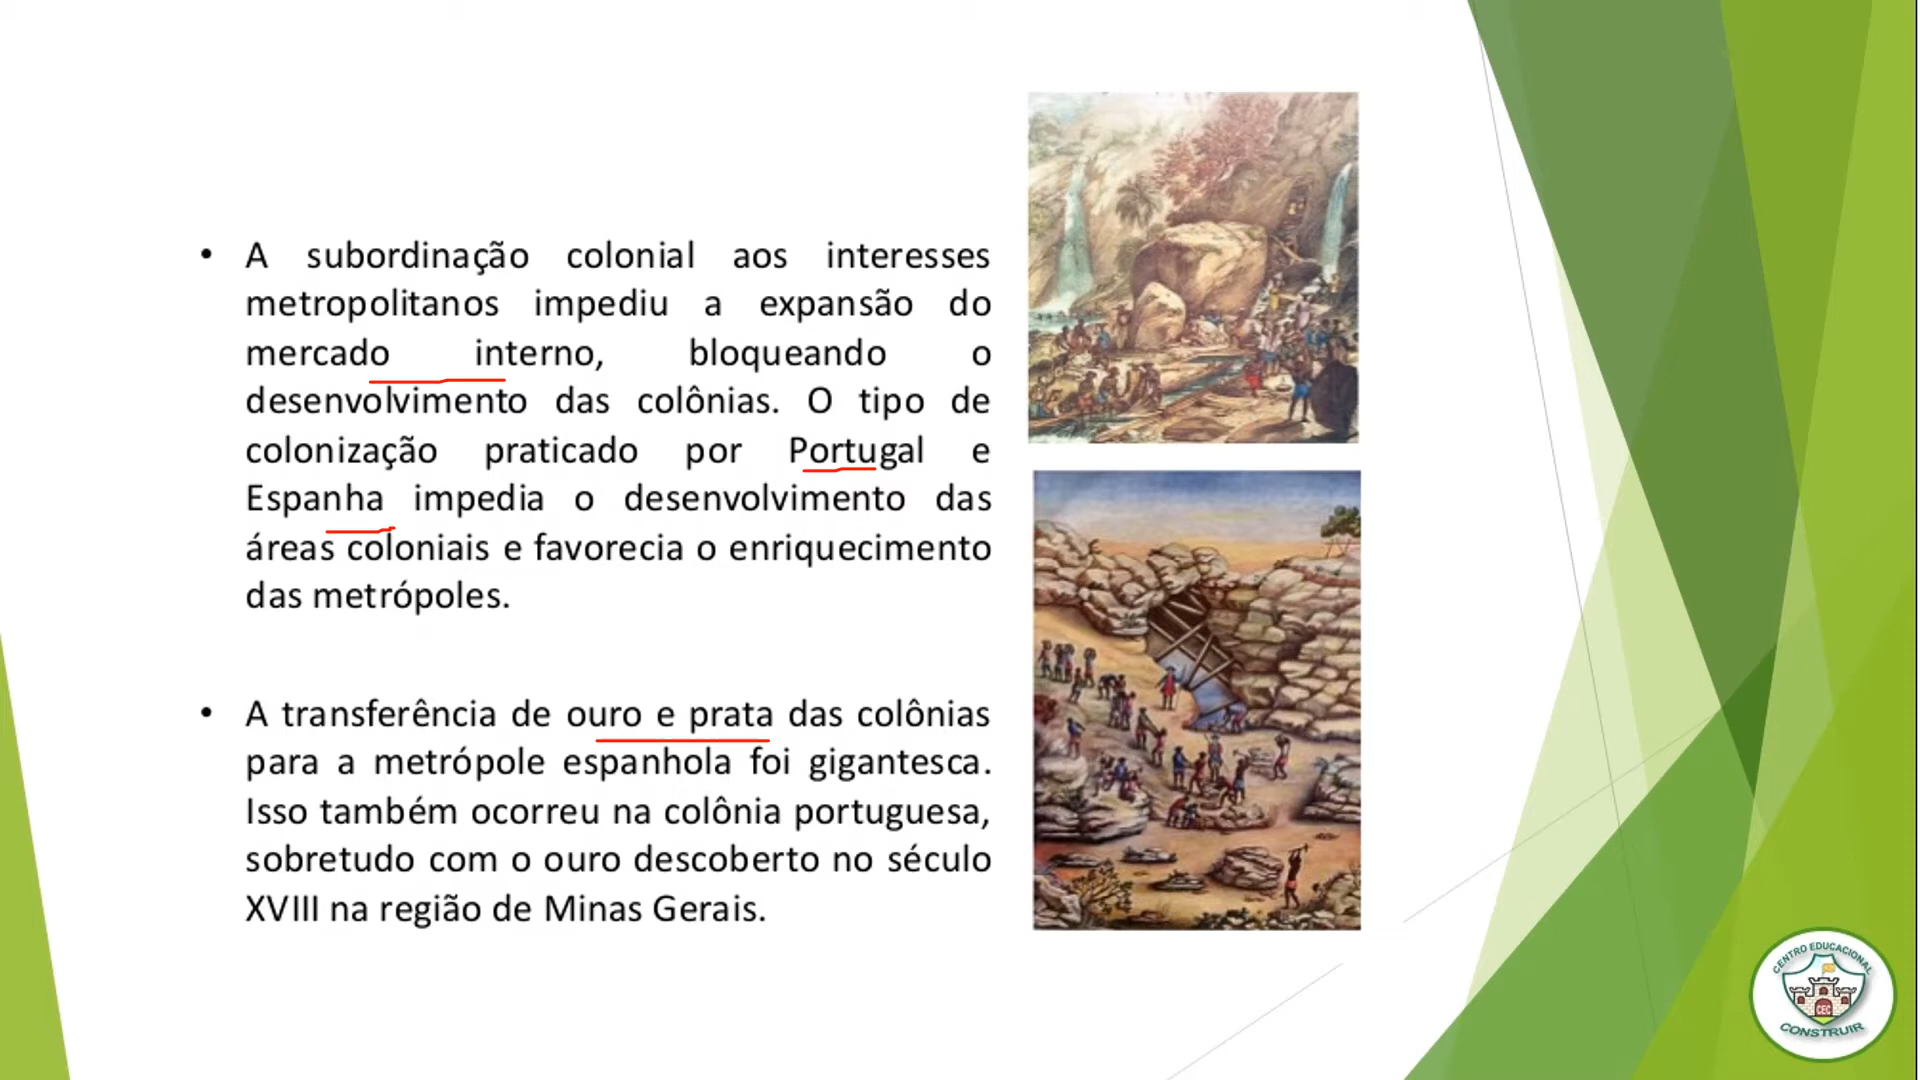 • A subordinação colonial aos interesses
metropolitanos impediu a expansão do
mercado interno, bloqueando o
desenvolvimento das colônias. O tipo de
colonização praticado por Portugal e
Espanha impedia o desenvolvimento das
áreas coloniais e favorecia o enriquecimento
das metrópoles.
• A transferência de ouro e prata das colônias
para a metrópole espanhola foi gigantesca.
Isso também ocorreu na colônia portuguesa,
sobretudo com o ouro descoberto no século
XVIII na região de Minas Gerais.
CENTRO EDUCACIONAL
CEC
CONSTRUIR